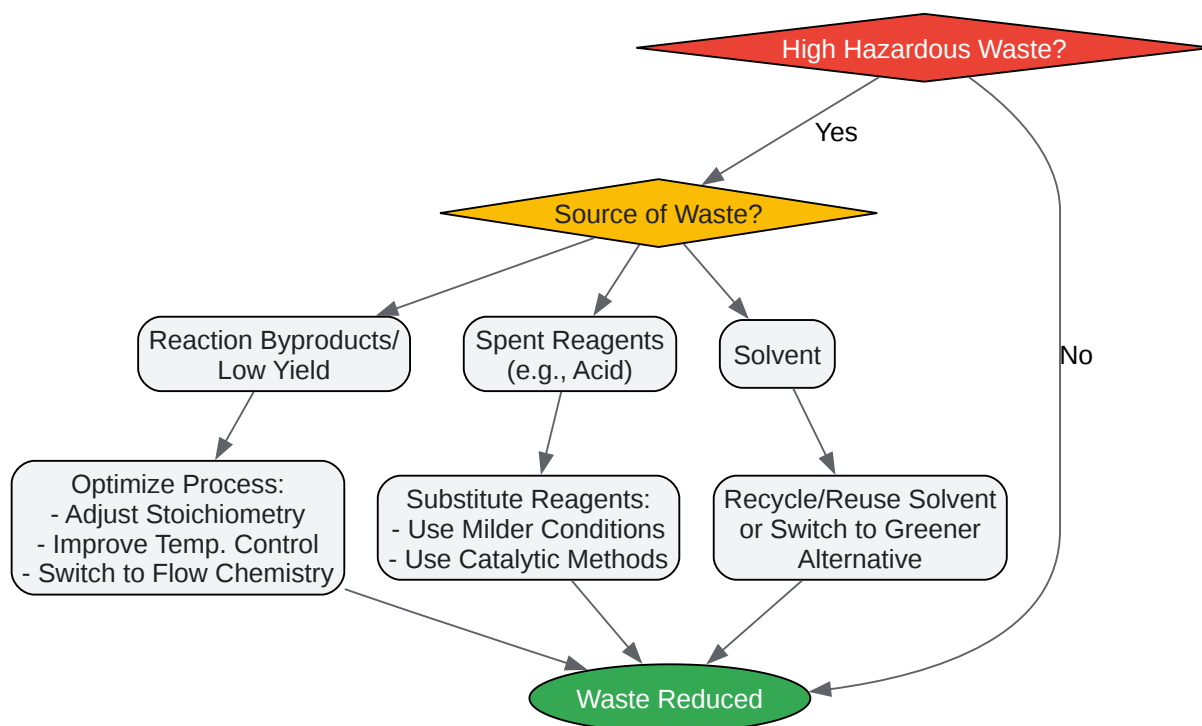 High Hazardous Waste?
Yes
Source of Waste?
Reaction Byproducts/
Low Yield
Spent Reagents
(e.g., Acid)
Solvent
No
Optimize Process:
- Adjust Stoichiometry
- Improve Temp. Control
- Switch to Flow Chemistry
Substitute Reagents:
- Use Milder Conditions
- Use Catalytic Methods
Recycle/Reuse Solvent
or Switch to Greener
Alternative
Waste Reduced